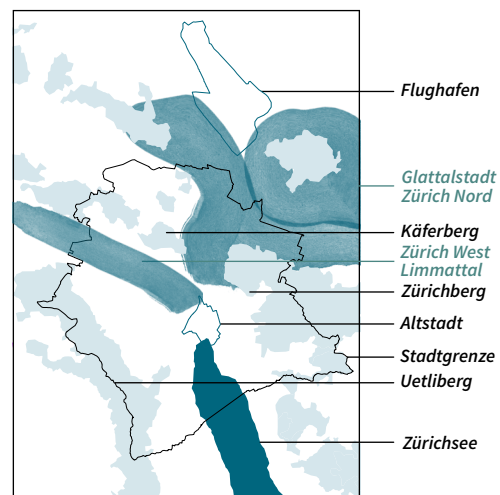 Flughafen
Glattalstadt
Zürich Nord
Käferberg
Zürich West
Limmattal
Zürichberg
Altstadt
Stadtgrenze
Uetliberg
Zürichsee